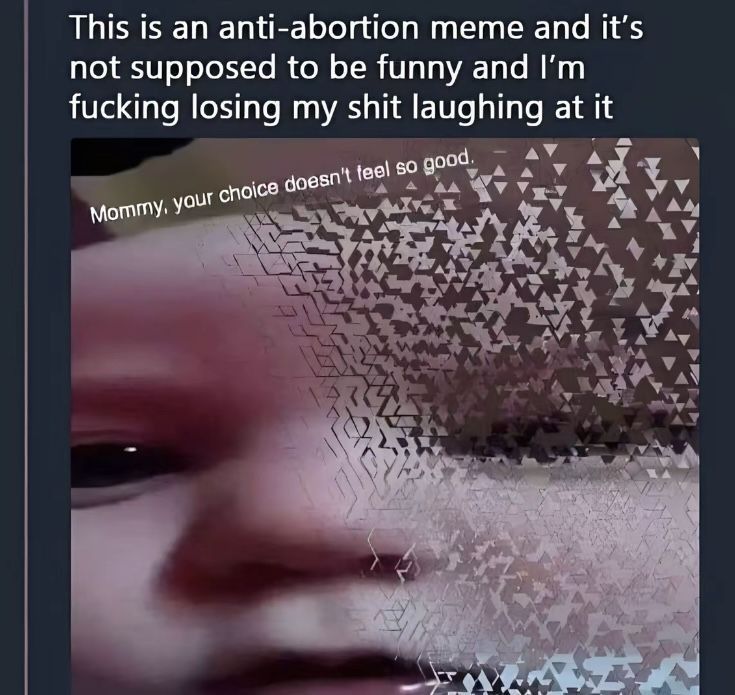 This is an anti-abortion meme and it's
not supposed to be funny and I'm
fucking losing my shit laughing at it
Mommy, your choice doesn't feel so good.